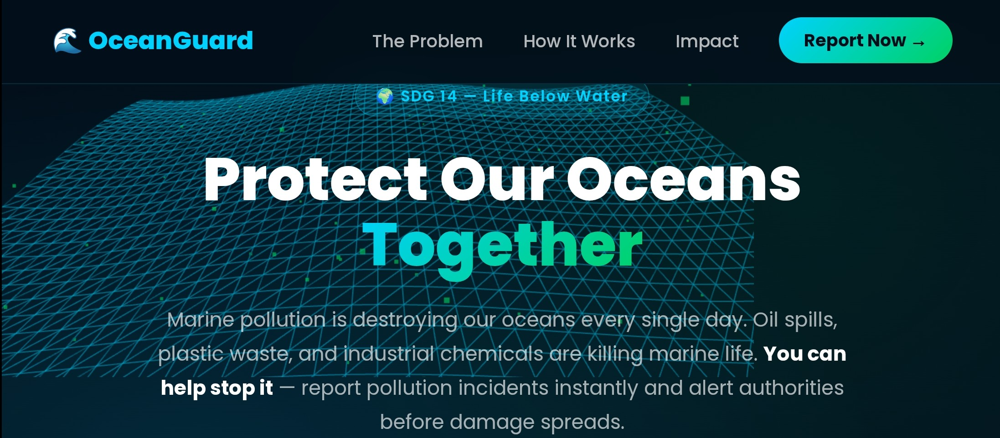 🌊 OceanGuard
The Problem
How It Works
Impact
Report Now →
🌍 SDG 14 — Life Below Water
Protect Our Oceans
Together
Marine pollution is destroying our oceans every single day. Oil spills,
plastic waste, and industrial chemicals are killing marine life. You can
help stop it — report pollution incidents instantly and alert authorities
before damage spreads.